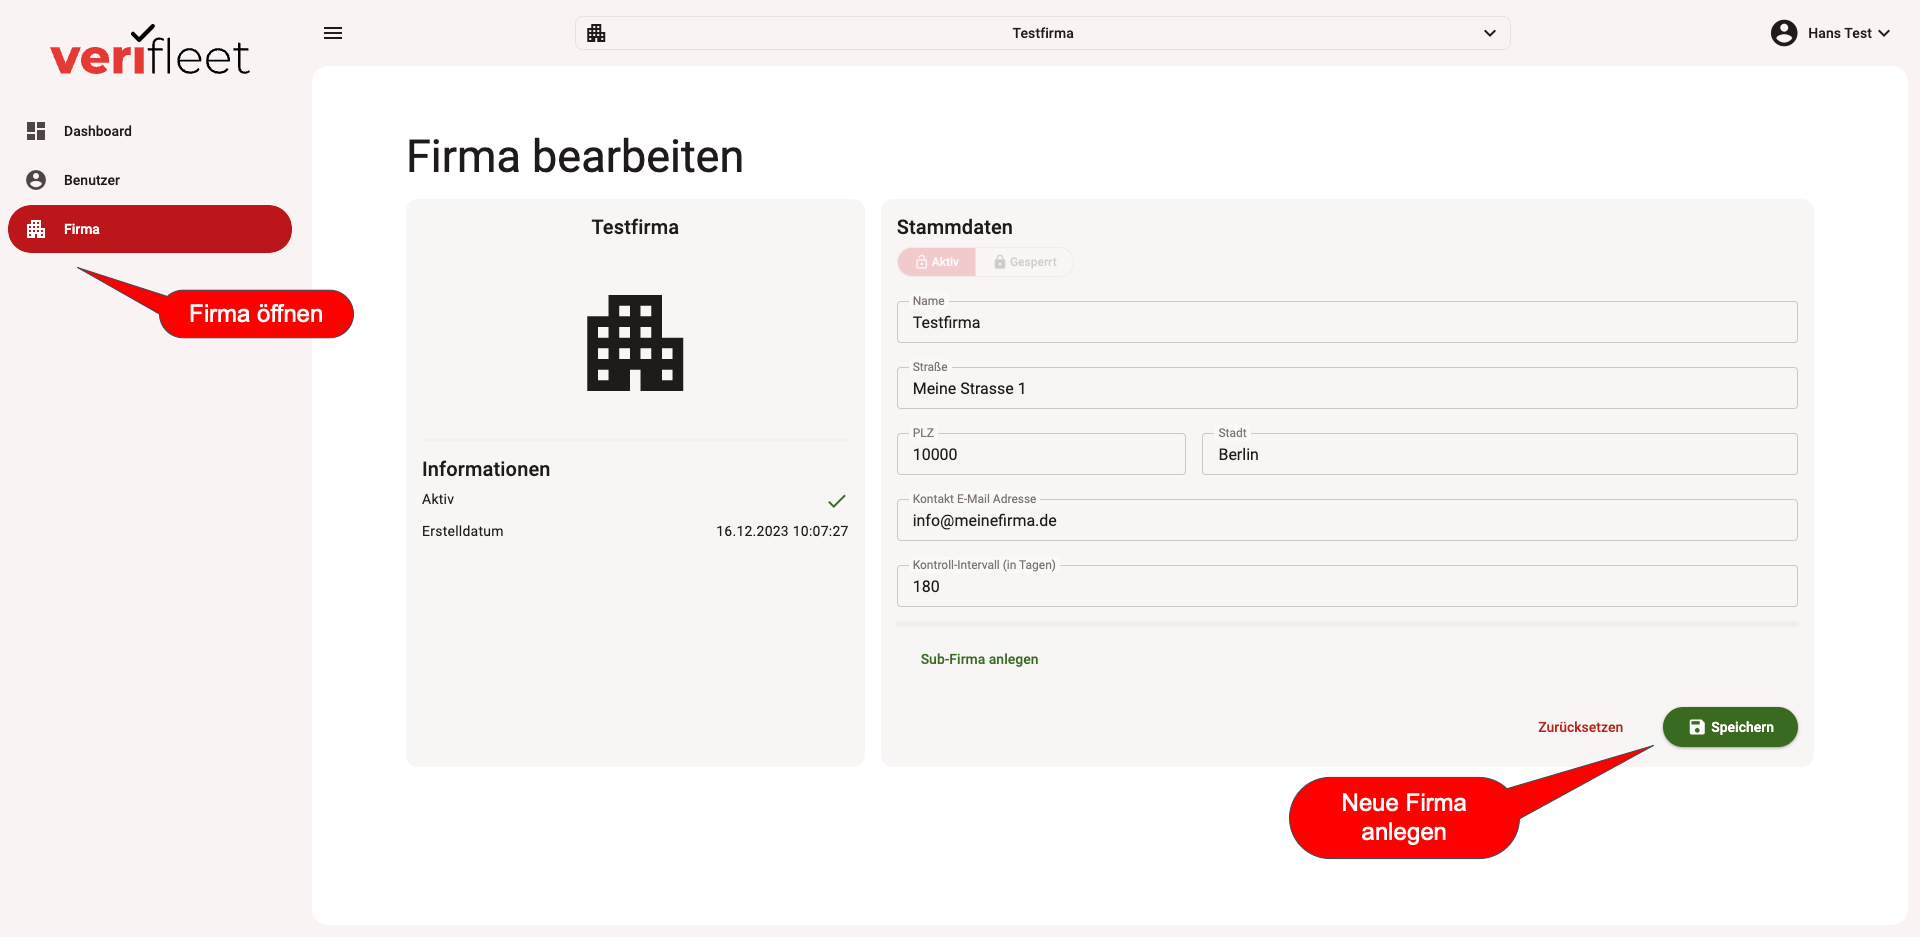 verifleet
Testfirma
Hans Test
Dashboard
Benutzer
Firma
Firma öffnen
Firma bearbeiten
Testfirma
Informationen
Aktiv
Erstelldatum 16.12.2023 10:07:27
Stammdaten
Aktiv Gesperrt
Name
Testfirma
Straße
Meine Strasse 1
PLZ Stadt
10000 Berlin
Kontakt E-Mail Adresse
info@meinefirma.de
Kontroll-Intervall (in Tagen)
180
Sub-Firma anlegen
Zurücksetzen Speichern
Neue Firma
anlegen